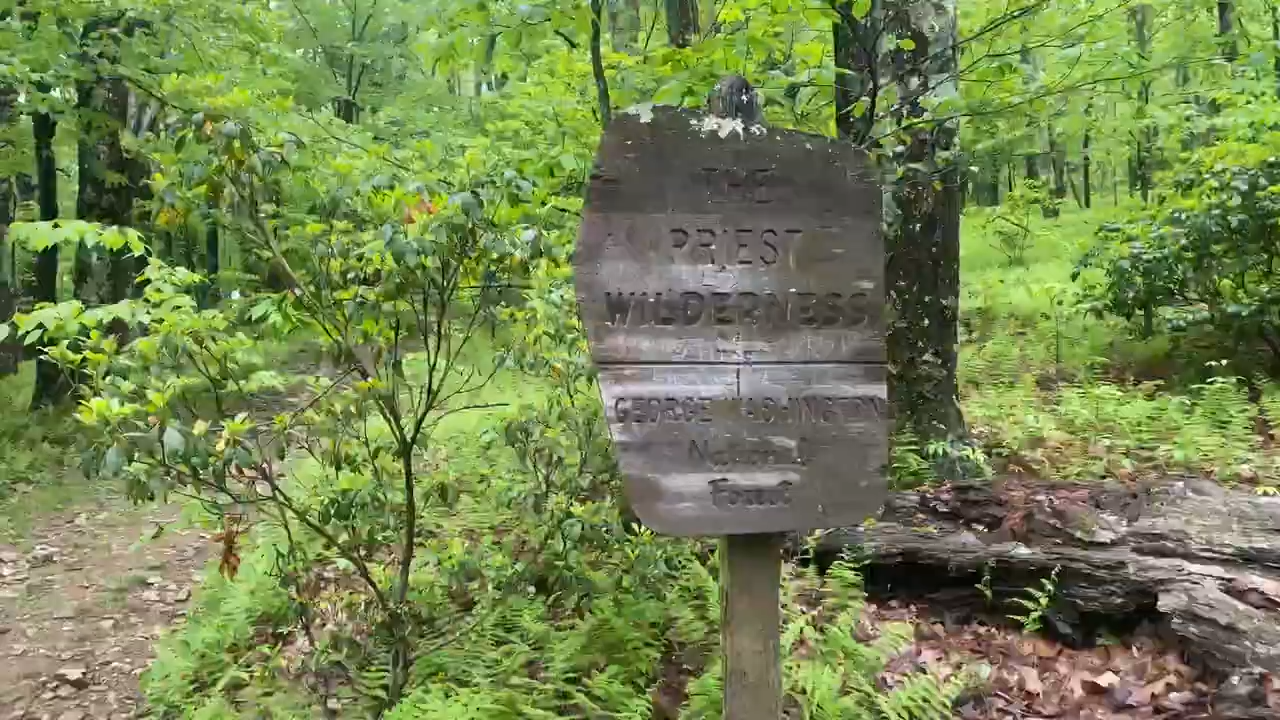 THE
PRIEST
WILDERNESS
GEORGE WASHINGTON
National
Forest